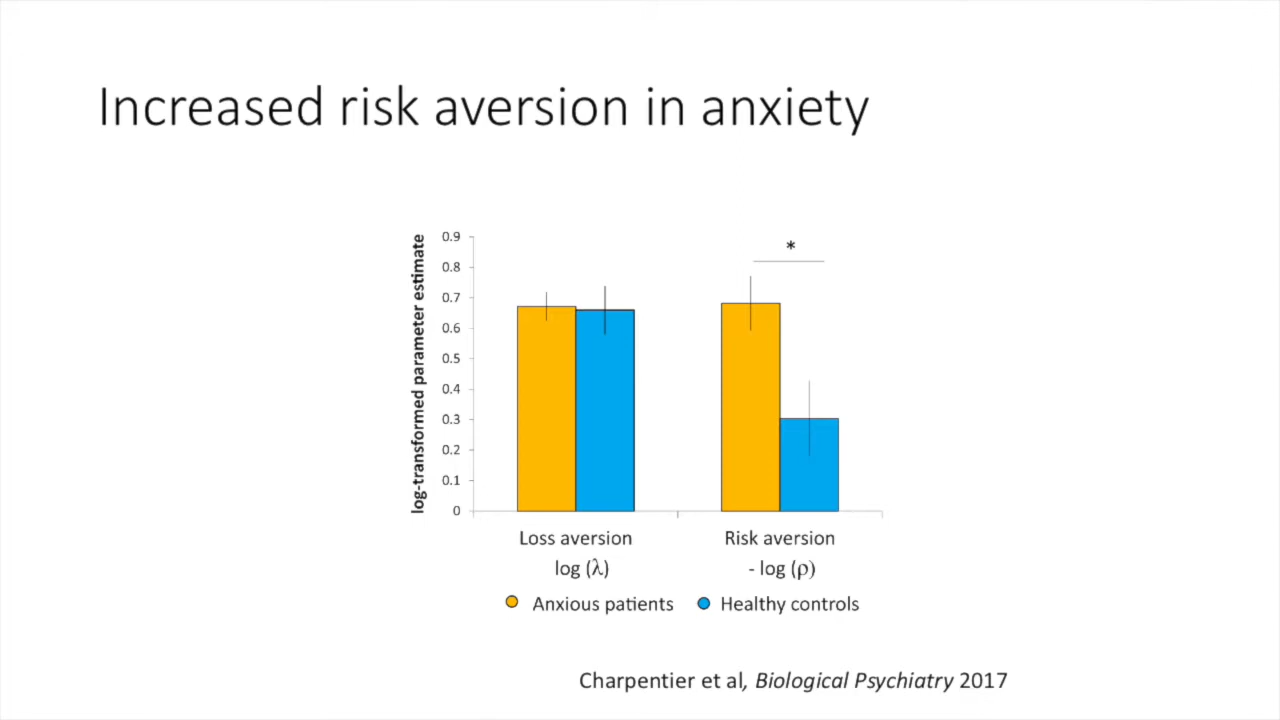 Increased risk aversion in anxiety
*
log-transformed parameter estimate
0.9
0.8
0.7
0.6
0.5
0.4
0.3
0.2
0.1
0
Loss aversion
log (λ)
Risk aversion
- log (ρ)
Anxious patients
Healthy controls
Charpentier et al, Biological Psychiatry 2017